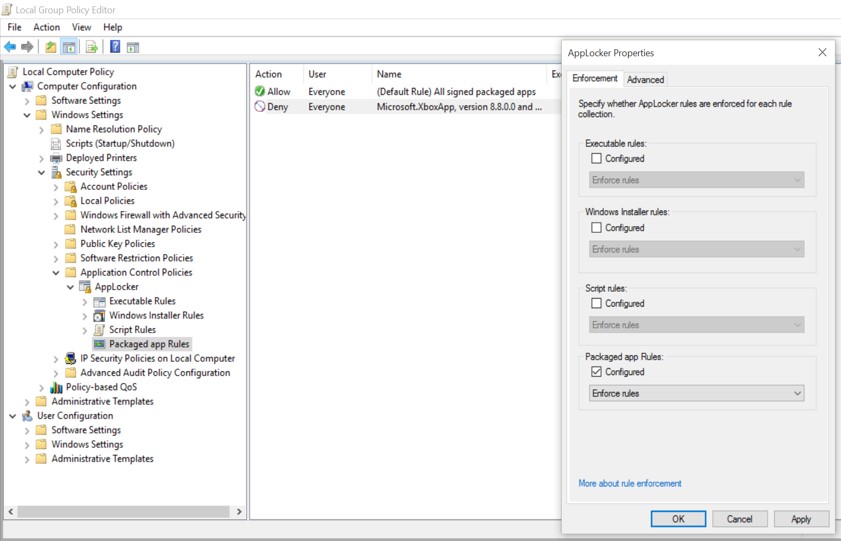 Local Group Policy Editor
File Action View Help
Local Computer Policy
Computer Configuration
Software Settings
Windows Settings
Name Resolution Policy
Scripts (Startup/Shutdown)
Deployed Printers
Security Settings
Account Policies
Local Policies
Windows Firewall with Advanced Security
Network List Manager Policies
Public Key Policies
Software Restriction Policies
Application Control Policies
AppLocker
Executable Rules
Windows Installer Rules
Script Rules
Packaged app Rules
IP Security Policies on Local Computer
Advanced Audit Policy Configuration
Policy-based QoS
Administrative Templates
User Configuration
Software Settings
Windows Settings
Administrative Templates
Action User Name
Allow Everyone (Default Rule) All signed packaged apps
Deny Everyone Microsoft.XboxApp, version 8.8.0.0 and ...
AppLocker Properties
Enforcement Advanced
Specify whether AppLocker rules are enforced for each rule
collection.
Executable rules:
Configured
Enforce rules
Windows Installer rules:
Configured
Enforce rules
Script rules:
Configured
Enforce rules
Packaged app Rules:
Configured
Enforce rules
More about rule enforcement
OK Cancel Apply